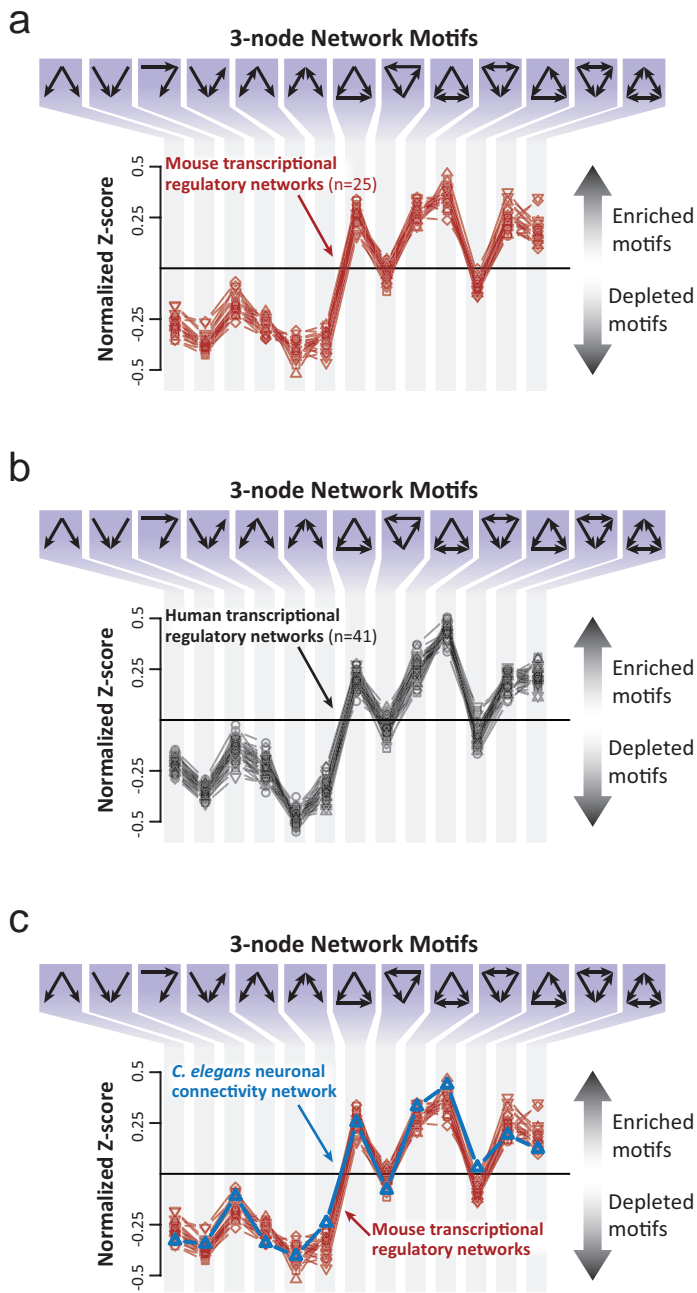 a
3-node Network Motifs
Mouse transcriptional
regulatory networks (n=25)
Normalized Z-score
0.5
0.25
-0.25
-0.5
Enriched
motifs
Depleted
motifs
b
3-node Network Motifs
Human transcriptional
regulatory networks (n=41)
Normalized Z-score
0.5
0.25
-0.25
-0.5
Enriched
motifs
Depleted
motifs
c
3-node Network Motifs
C. elegans neuronal
connectivity network
Normalized Z-score
0.5
0.25
-0.25
-0.5
Mouse transcriptional
regulatory networks
Enriched
motifs
Depleted
motifs